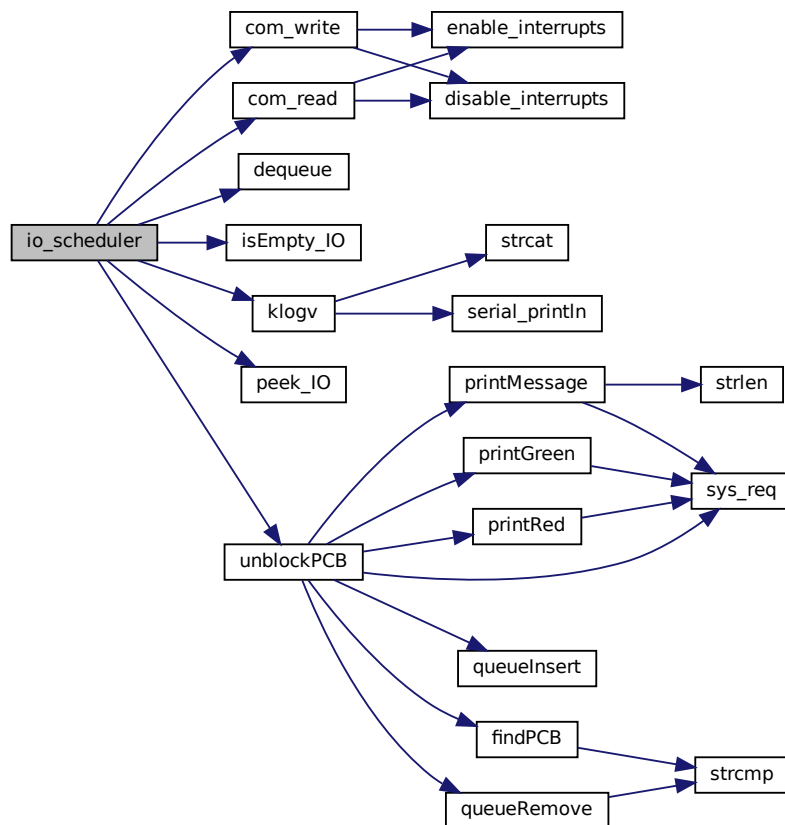 com_write
enable_interrupts
com_read
disable_interrupts
dequeue
io_scheduler
isEmpty_IO
strcat
klogv
serial_println
peek_IO
printMessage
strlen
printGreen
sys_req
printRed
unblockPCB
queueInsert
findPCB
strcmp
queueRemove